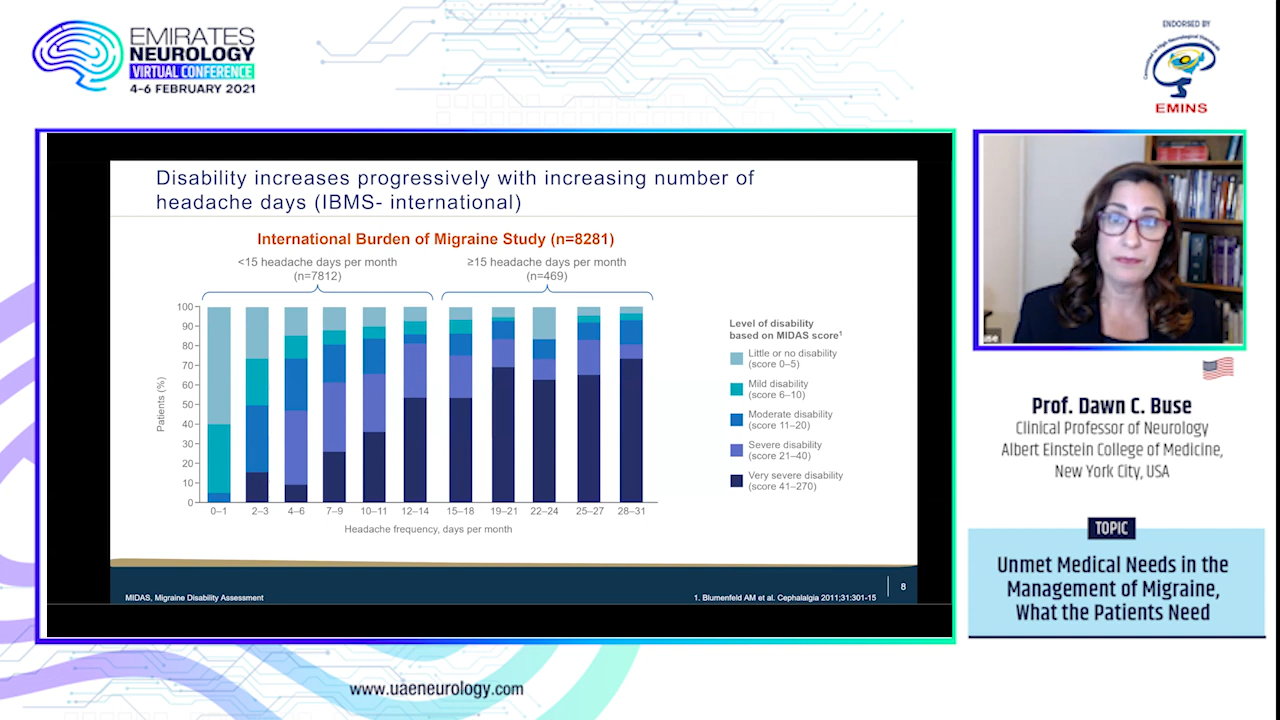 EMIRATES
NEUROLOGY
VIRTUAL CONFERENCE
4-6 FEBRUARY 2021
ENDORSED BY
Committed to High Neurological Standards
EMINS
Disability increases progressively with increasing number of
headache days (IBMS- international)
International Burden of Migraine Study (n=8281)
<15 headache days per month
(n=7812)
≥15 headache days per month
(n=469)
Patients (%)
100
90
80
70
60
50
40
30
20
10
0
0–1 2–3 4–6 7–9 10–11 12–14 15–18 19–21 22–24 25–27 28–31
Headache frequency, days per month
Level of disability
based on MIDAS score1
Little or no disability
(score 0–5)
Mild disability
(score 6–10)
Moderate disability
(score 11–20)
Severe disability
(score 21–40)
Very severe disability
(score 41–270)
MIDAS, Migraine Disability Assessment
1. Blumenfeld AM et al. Cephalalgia 2011;31:301-15
8
use
Prof. Dawn C. Buse
Clinical Professor of Neurology
Albert Einstein College of Medicine,
New York City, USA
TOPIC
Unmet Medical Needs in the
Management of Migraine,
What the Patients Need
www.uaeneurology.com